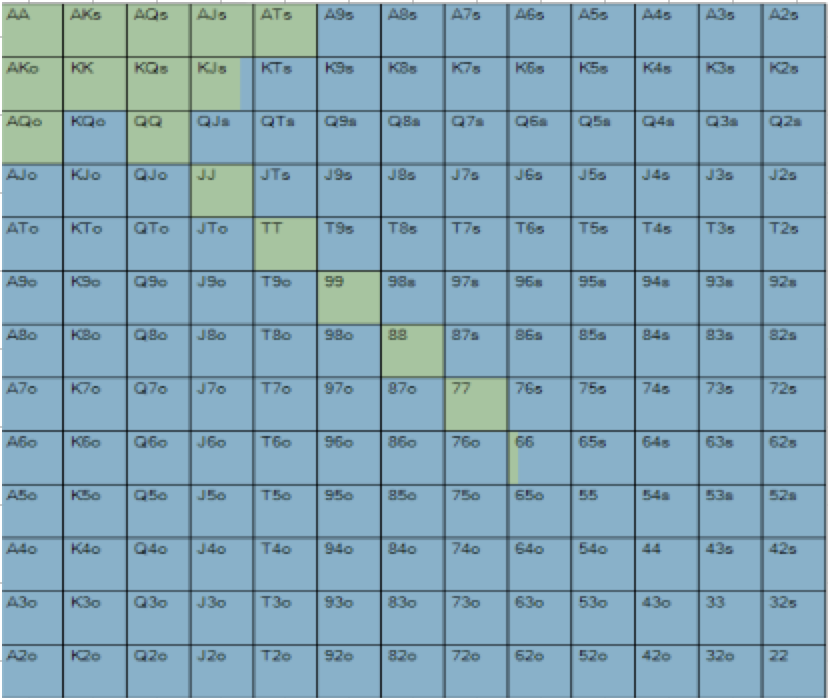 AA AKs AQs AJs ATs A9s A8s A7s A6s A5s A4s A3s A2s
AKo KK KQs KJs KTs K9s K8s K7s K6s K5s K4s K3s K2s
AQo KQo QQ QJs QTs Q9s Q8s Q7s Q6s Q5s Q4s Q3s Q2s
AJo KJo QJo JJ JTs J9s J8s J7s J6s J5s J4s J3s J2s
ATo KTo QTo JTo TT T9s T8s T7s T6s T5s T4s T3s T2s
A9o K9o Q9o J9o T9o 99 98s 97s 96s 95s 94s 93s 92s
A8o K8o Q8o J8o T8o 98o 88 87s 86s 85s 84s 83s 82s
A7o K7o Q7o J7o T7o 97o 87o 77 76s 75s 74s 73s 72s
A6o K6o Q6o J6o T6o 96o 86o 76o 66 65s 64s 63s 62s
A5o K5o Q5o J5o T5o 95o 85o 75o 65o 55 54s 53s 52s
A4o K4o Q4o J4o T4o 94o 84o 74o 64o 54o 44 43s 42s
A3o K3o Q3o J3o T3o 93o 83o 73o 63o 53o 43o 33 32s
A2o K2o Q2o J2o T2o 92o 82o 72o 62o 52o 42o 32o 22